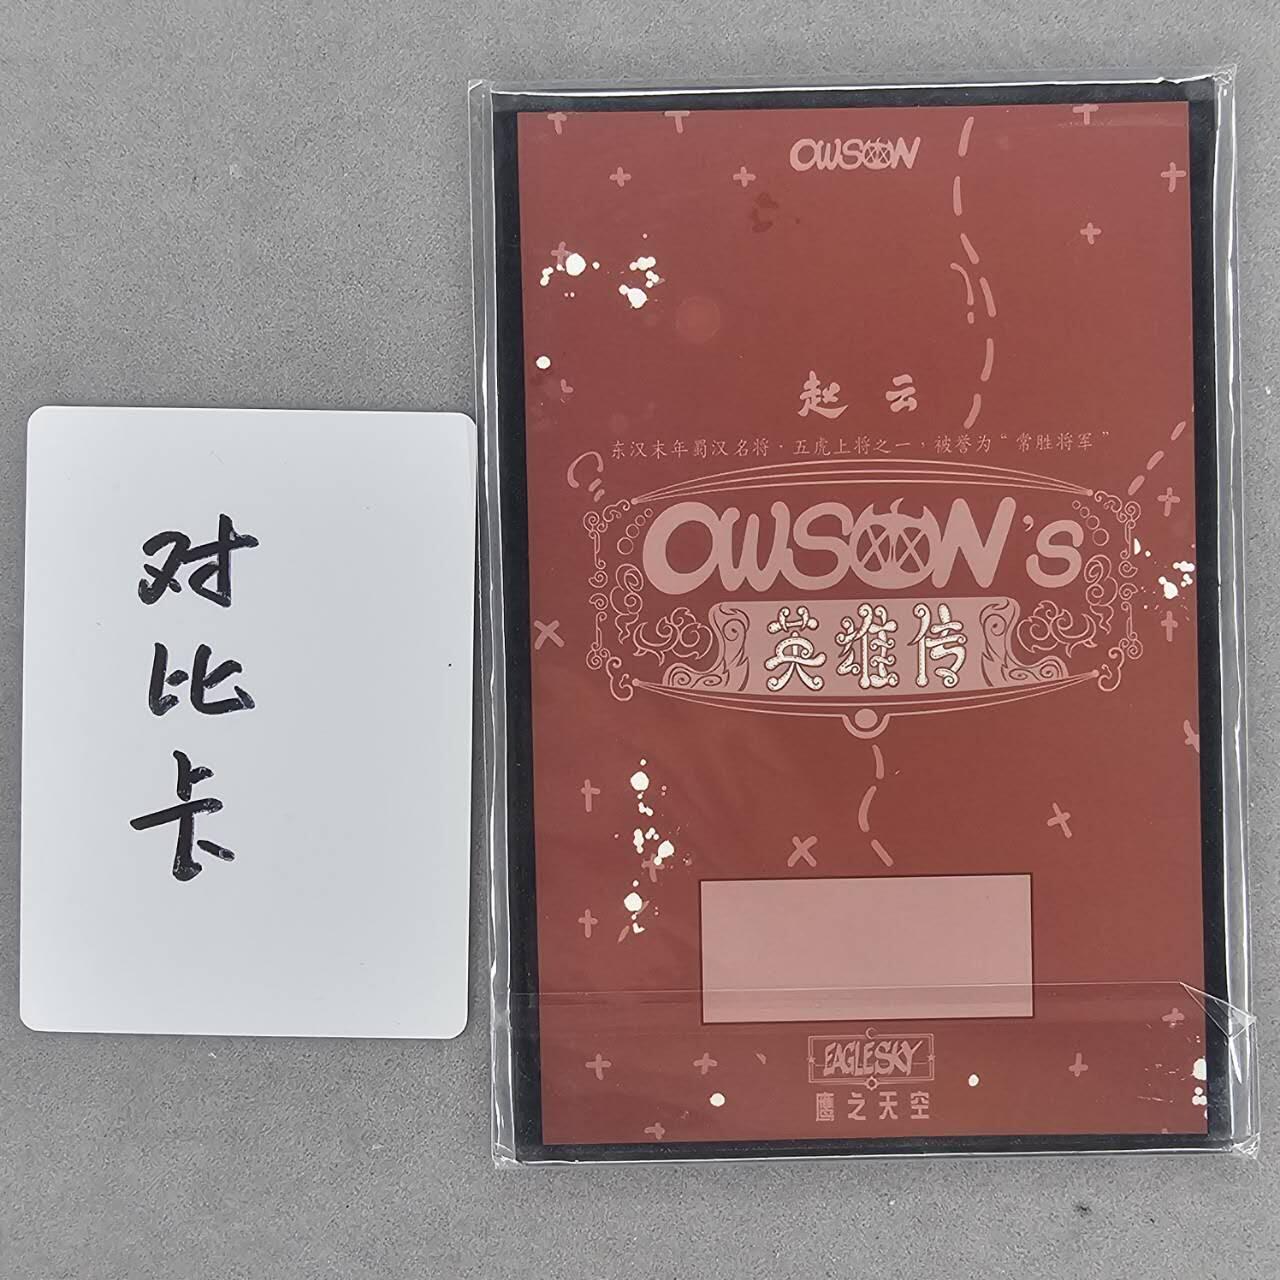 对
比
卡
OWSON
赵云
东汉末年蜀汉名将·五虎上将之一，被誉为“常胜将军”
OWSON's
英雄传
EAGLESKY
鹰之天空